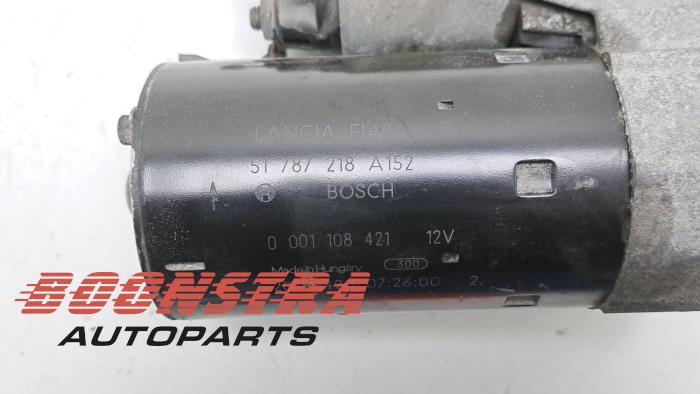 LANCIA FIA
51 787 218 A152
BOSCH
0 001 108 421 12V
Made in Hungary 300
07:26:00 2.
BOONSTRA
AUTOPARTS